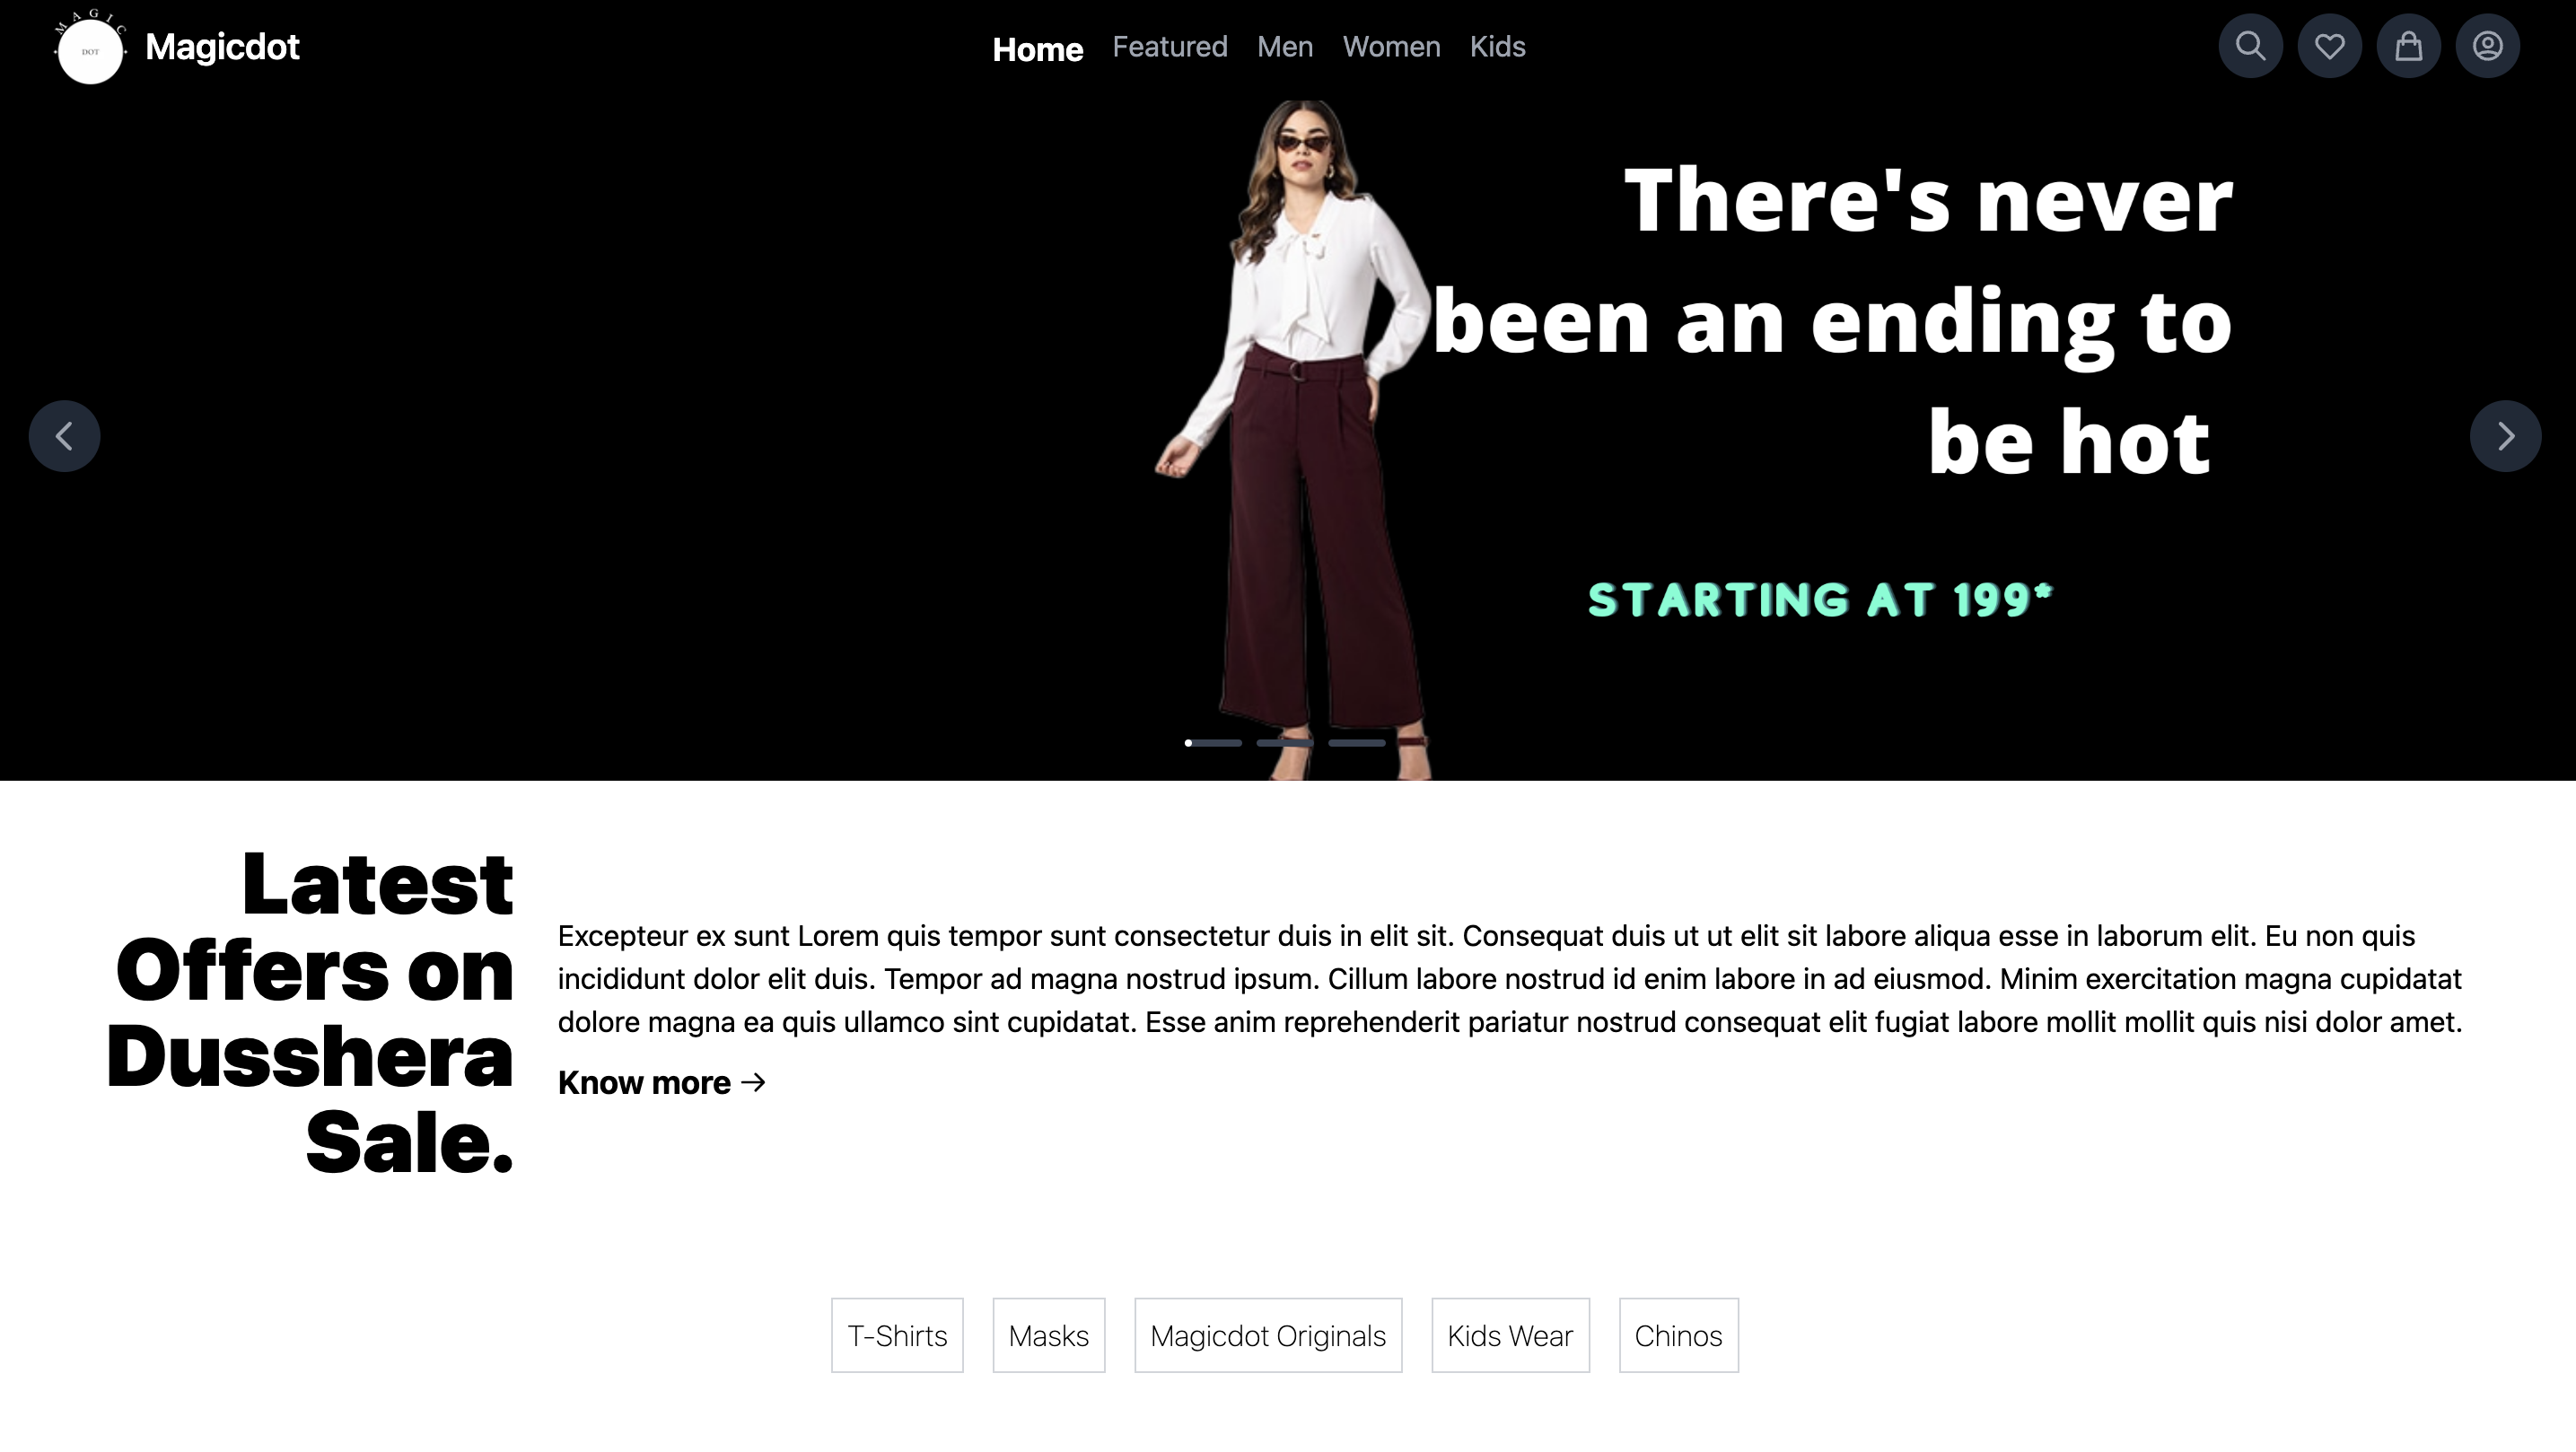 MAGIC
DOT
Magicdot
Home Featured Men Women Kids
There's never
been an ending to
be hot
STARTING AT 199*
Latest
Offers on
Dusshera
Sale.
Excepteur ex sunt Lorem quis tempor sunt consectetur duis in elit sit. Consequat duis ut ut elit sit labore aliqua esse in laborum elit. Eu non quis
incididunt dolor elit duis. Tempor ad magna nostrud ipsum. Cillum labore nostrud id enim labore in ad eiusmod. Minim exercitation magna cupidatat
dolore magna ea quis ullamco sint cupidatat. Esse anim reprehenderit pariatur nostrud consequat elit fugiat labore mollit mollit quis nisi dolor amet.
Know more →
T-Shirts Masks Magicdot Originals Kids Wear Chinos